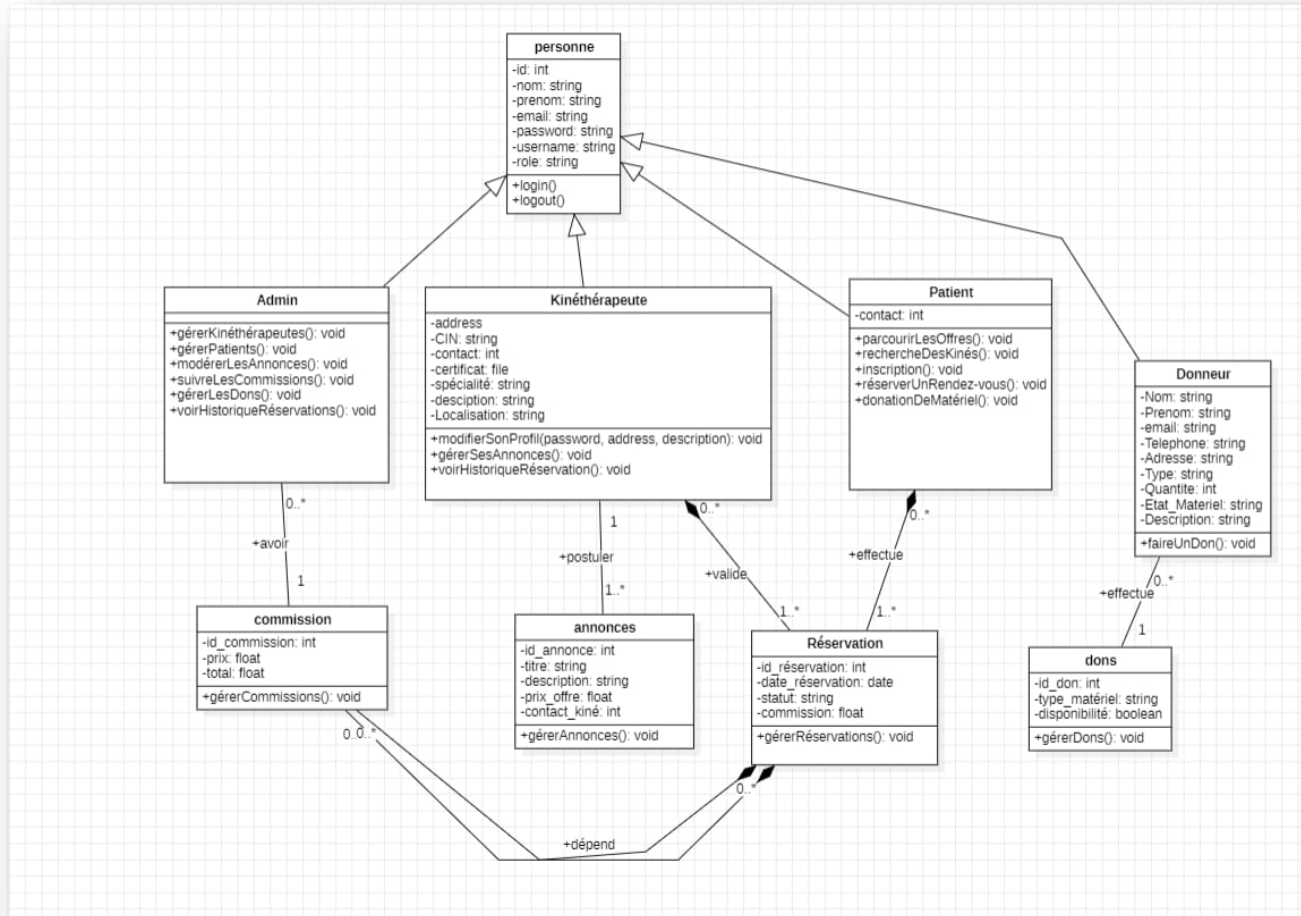 personne
-id: int
-nom: string
-prenom: string
-email: string
-password: string
-username: string
-role: string
+login()
+logout()
Admin
+gérerKinéthérapeutes(): void
+gérerPatients(): void
+modérerLesAnnonces(): void
+suivreLesCommissions(): void
+gérerLesDons(): void
+voirHistoriqueRéservations(): void
Kinéthérapeute
-address
-CIN: string
-contact: int
-certificat: file
-spécialité: string
-desciption: string
-Localisation: string
+modifierSonProfil(password, address, description): void
+gérerSesAnnonces(): void
+voirHistoriqueRéservation(): void
Patient
-contact: int
+parcourirLesOffres(): void
+rechercheDesKinés(): void
+inscription(): void
+réserverUnRendez-vous(): void
+donationDeMatériel(): void
Donneur
-Nom: string
-Prenom: string
-email: string
-Telephone: string
-Adresse: string
-Type: string
-Quantite: int
-Etat_Materiel: string
-Description: string
+faireUnDon(): void
0..*
+avoir
1
1
+postuler
1..*
0..*
+valide
1..*
0..*
+effectue
1..*
0..*
+effectue
1
commission
-id_commission: int
-prix: float
-total: float
+gérerCommissions(): void
annonces
-id_annonce: int
-titre: string
-description: string
-prix_offre: float
-contact_kiné: int
+gérerAnnonces(): void
Réservation
-id_réservation: int
-date_réservation: date
-statut: string
-commission: float
+gérerRéservations(): void
dons
-id_don: int
-type_matériel: string
-disponibilité: boolean
+gérerDons(): void
0..0..*
0..*
+dépend